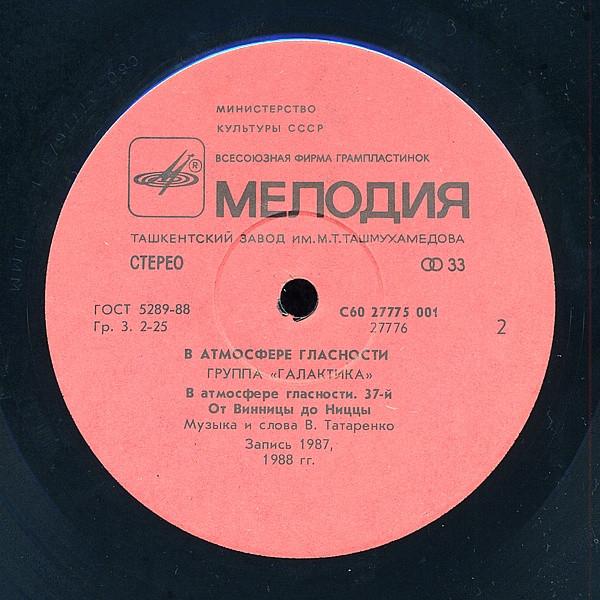 МИНИСТЕРСТВО
КУЛЬТУРЫ СССР
ВСЕСОЮЗНАЯ ФИРМА ГРАМПЛАСТИНОК
®
МЕЛОДИЯ
ТАШКЕНТСКИЙ ЗАВОД ИМ.М.Т.ТАШМУХАМЕДОВА
СТЕРЕО
33
ГОСТ 5289-88
Гр. 3. 2-25
С60 27775 001
27776
2
В АТМОСФЕРЕ ГЛАСНОСТИ
ГРУППА «ГАЛАКТИКА»
В атмосфере гласности. 37-й
От Винницы до Ниццы
Музыка и слова В. Татаренко
Запись 1987,
1988 гг.